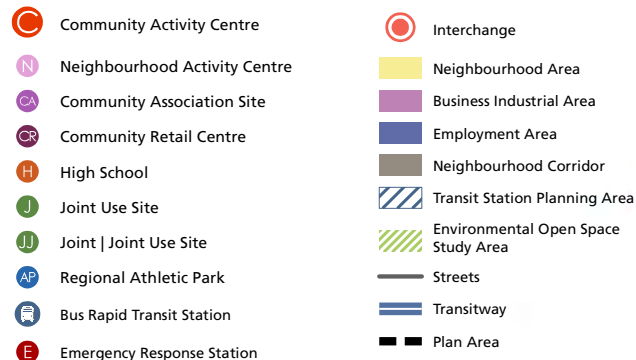 C Community Activity Centre
N Neighbourhood Activity Centre
CA Community Association Site
CR Community Retail Centre
H High School
J Joint Use Site
JJ Joint | Joint Use Site
AP Regional Athletic Park
Bus Rapid Transit Station
E Emergency Response Station
Interchange
Neighbourhood Area
Business Industrial Area
Employment Area
Neighbourhood Corridor
Transit Station Planning Area
Environmental Open Space
Study Area
Streets
Transitway
Plan Area